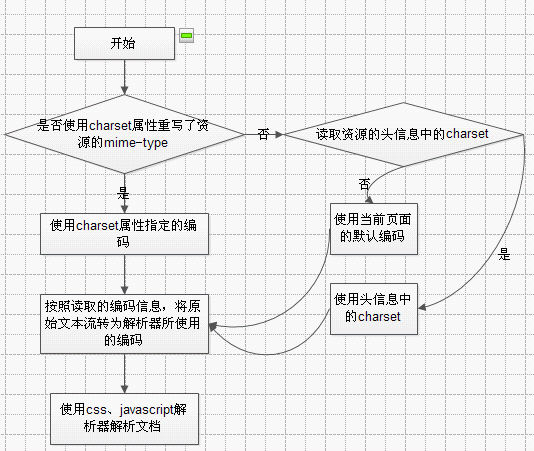 开始
是否使用charset属性重写了资
源的mime-type
否
读取资源的头信息中的charset
是
否
使用charset属性指定的编
码
使用当前页面
的默认编码
是
按照读取的编码信息，将原
始文本流转为解析器所使用
的编码
使用头信息中
的charset
使用css、javascript解
析器解析文档